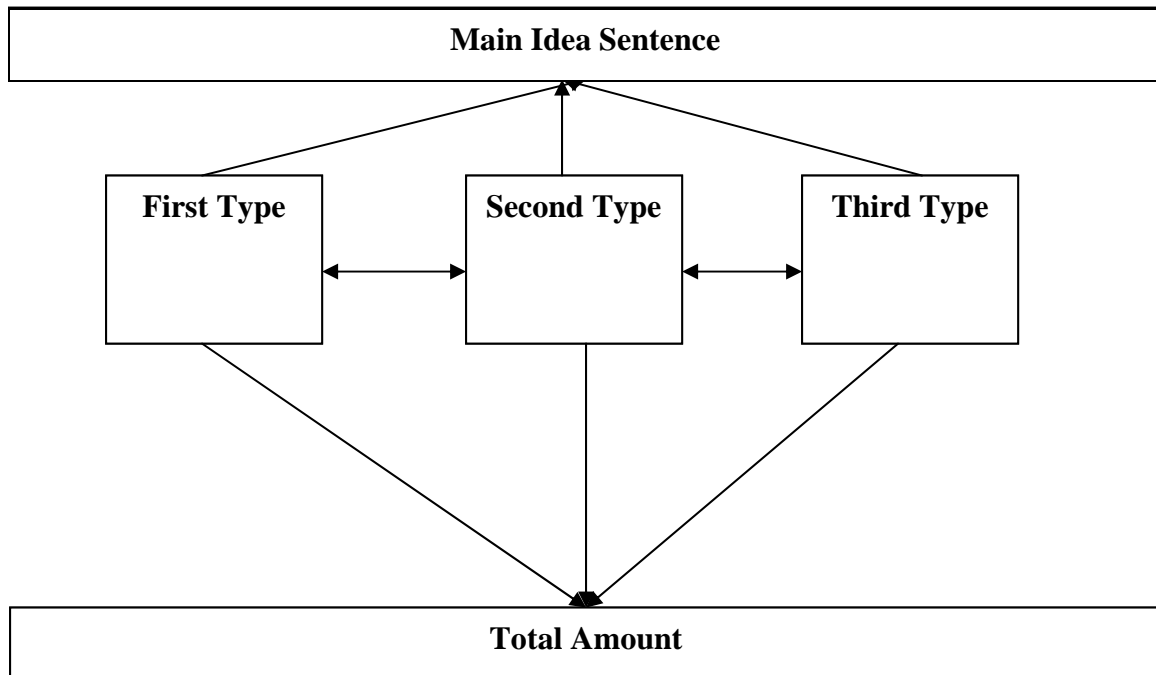 Main Idea Sentence
First Type
Second Type
Third Type
Total Amount